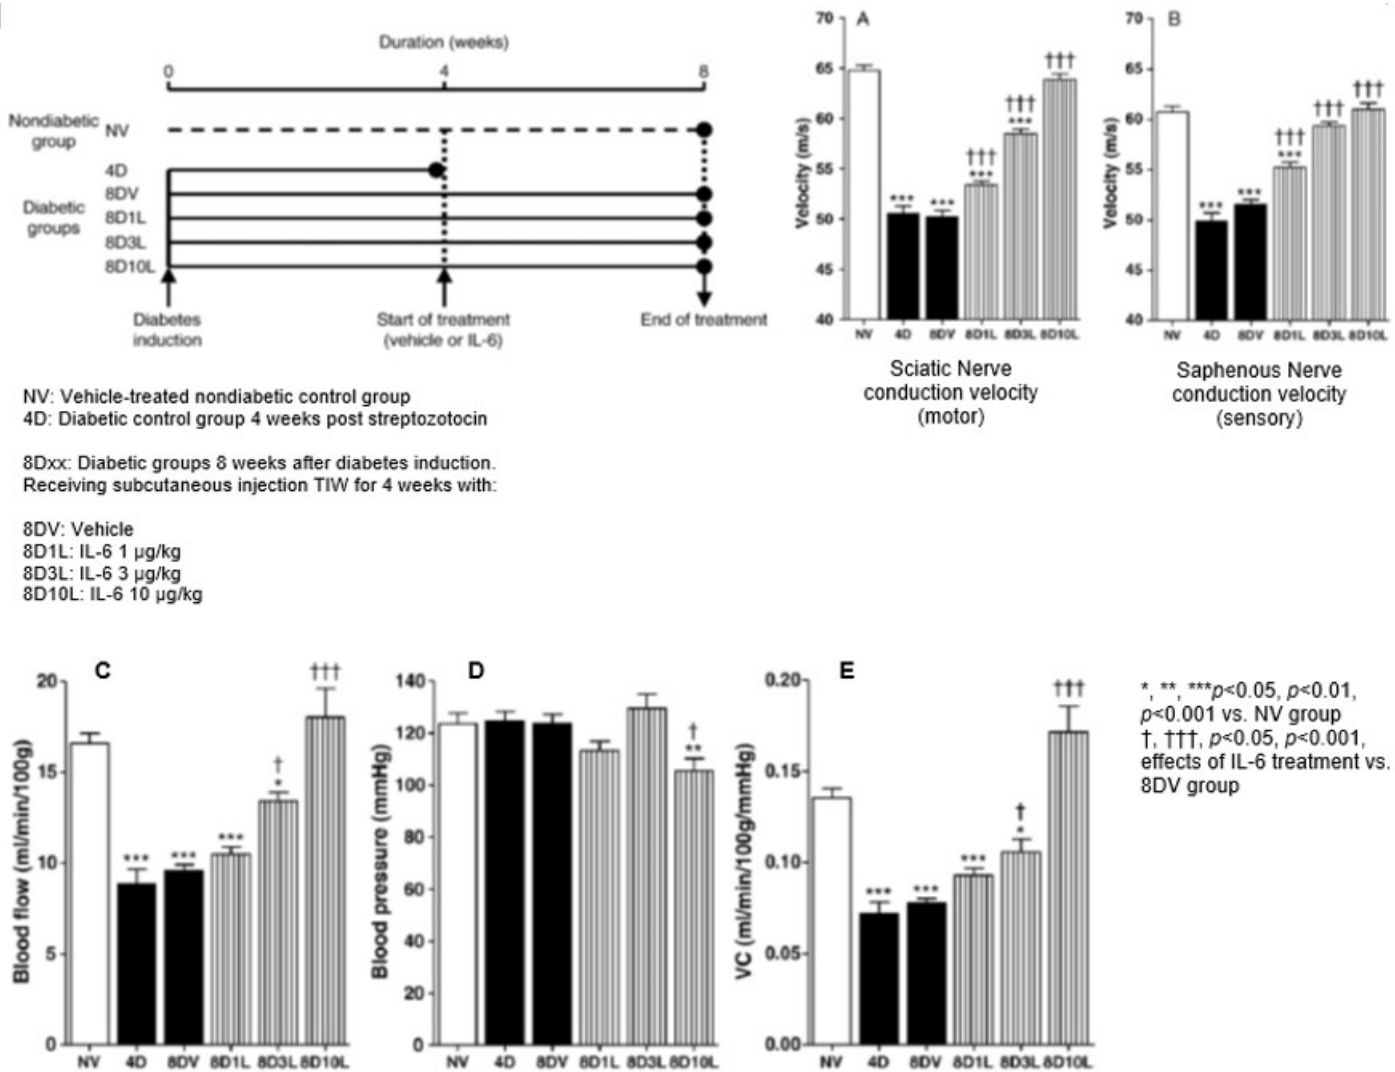 Duration (weeks)
0 4 8
Nondiabetic
group
NV
4D
8DV
Diabetic
groups
8D1L
8D3L
8D10L
Diabetes
induction
Start of treatment
(vehicle or IL-6)
End of treatment
NV: Vehicle-treated nondiabetic control group
4D: Diabetic control group 4 weeks post streptozotocin
8Dxx: Diabetic groups 8 weeks after diabetes induction.
Receiving subcutaneous injection TIW for 4 weeks with:
8DV: Vehicle
8D1L: IL-6 1 µg/kg
8D3L: IL-6 3 µg/kg
8D10L: IL-6 10 µg/kg
A
Velocity (m/s)
70
65
60
55
50
45
40
***
***
†††
***
†††
***
†††
NV 4D 8DV 8D1L 8D3L 8D10L
Sciatic Nerve
conduction velocity
(motor)
B
Velocity (m/s)
70
65
60
55
50
45
40
***
***
†††
***
†††
†††
NV 4D 8DV 8D1L 8D3L 8D10L
Saphenous Nerve
conduction velocity
(sensory)
C
Blood flow (ml/min/100g)
20
15
10
5
0
***
***
***
†
*
†††
NV 4D 8DV 8D1L 8D3L 8D10L
D
Blood pressure (mmHg)
140
120
100
80
60
40
20
0
†
**
NV 4D 8DV 8D1L 8D3L 8D10L
E
VC (ml/min/100g/mmHg)
0.20
0.15
0.10
0.05
0.00
***
***
***
†
*
†††
NV 4D 8DV 8D1L 8D3L 8D10L
*, **, ***p<0.05, p<0.01,
p<0.001 vs. NV group
†, †††, p<0.05, p<0.001,
effects of IL-6 treatment vs.
8DV group